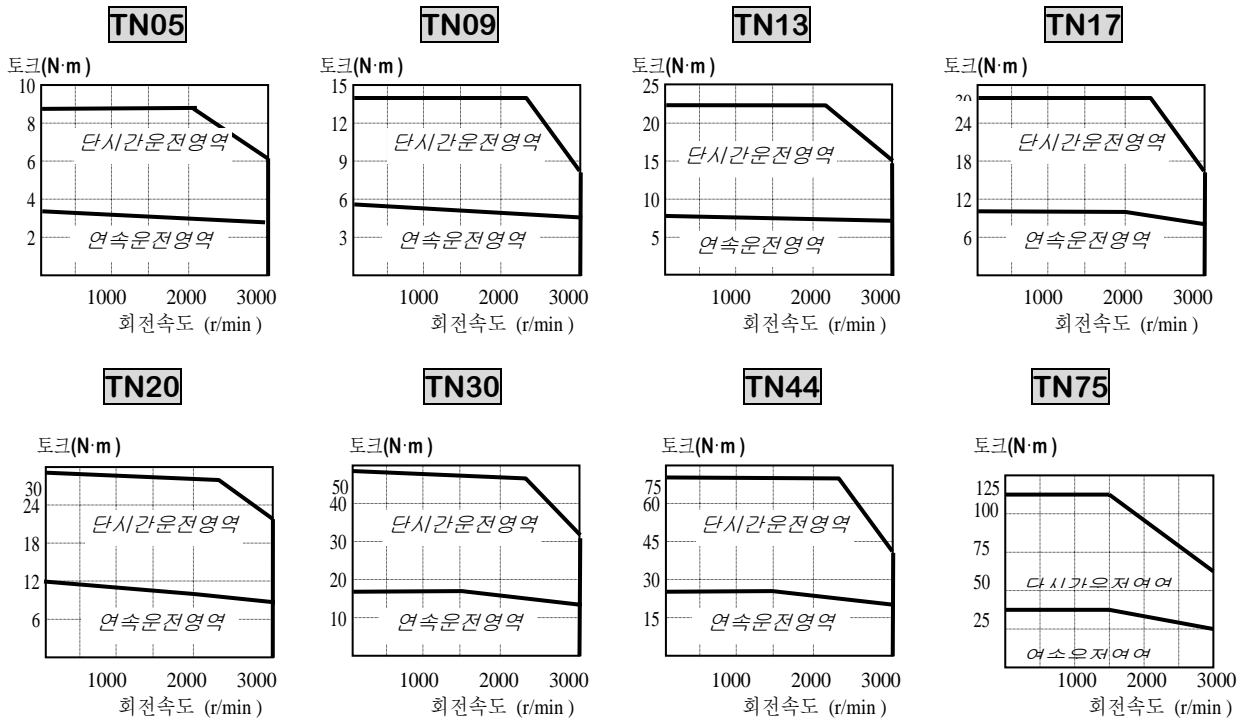 TN05
토크(N·m )
10
8
6
4
2
단시간운전영역
연속운전영역
1000 2000 3000
회전속도 (r/min )
TN09
토크(N·m )
15
12
9
6
3
단시간운전영역
연속운전영역
1000 2000 3000
회전속도 (r/min )
TN13
토크(N·m )
25
20
15
10
5
단시간운전영역
연속운전영역
1000 2000 3000
회전속도 (r/min )
TN17
토크(N·m )
24
18
12
6
단시간운전영역
연속운전영역
1000 2000 3000
회전속도 (r/min )
TN20
토크(N·m )
30
24
18
12
6
단시간운전영역
연속운전영역
1000 2000 3000
회전속도 (r/min )
TN30
토크(N·m )
50
40
30
20
10
단시간운전영역
연속운전영역
1000 2000 3000
회전속도 (r/min )
TN44
토크(N·m )
75
60
45
30
15
단시간운전영역
연속운전영역
1000 2000 3000
회전속도 (r/min )
TN75
토크(N·m )
125
100
75
50
25
1000 2000 3000
회전속도 (r/min )